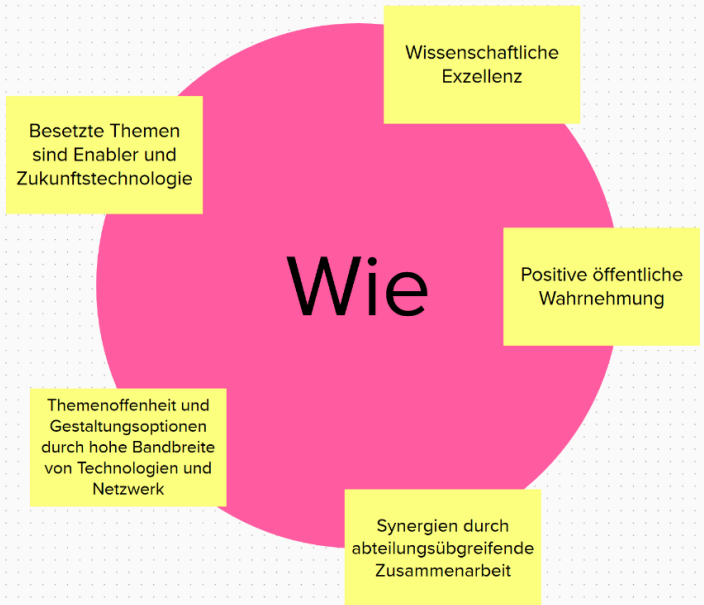 Wissenschaftliche
Exzellenz
Besetzte Themen
sind Enabler und
Zukunftstechnologie
Wie
Positive öffentliche
Wahrnehmung
Themenoffenheit und
Gestaltungsoptionen
durch hohe Bandbreite
von Technologien und
Netzwerk
Synergien durch
abteilungsübgreifende
Zusammenarbeit